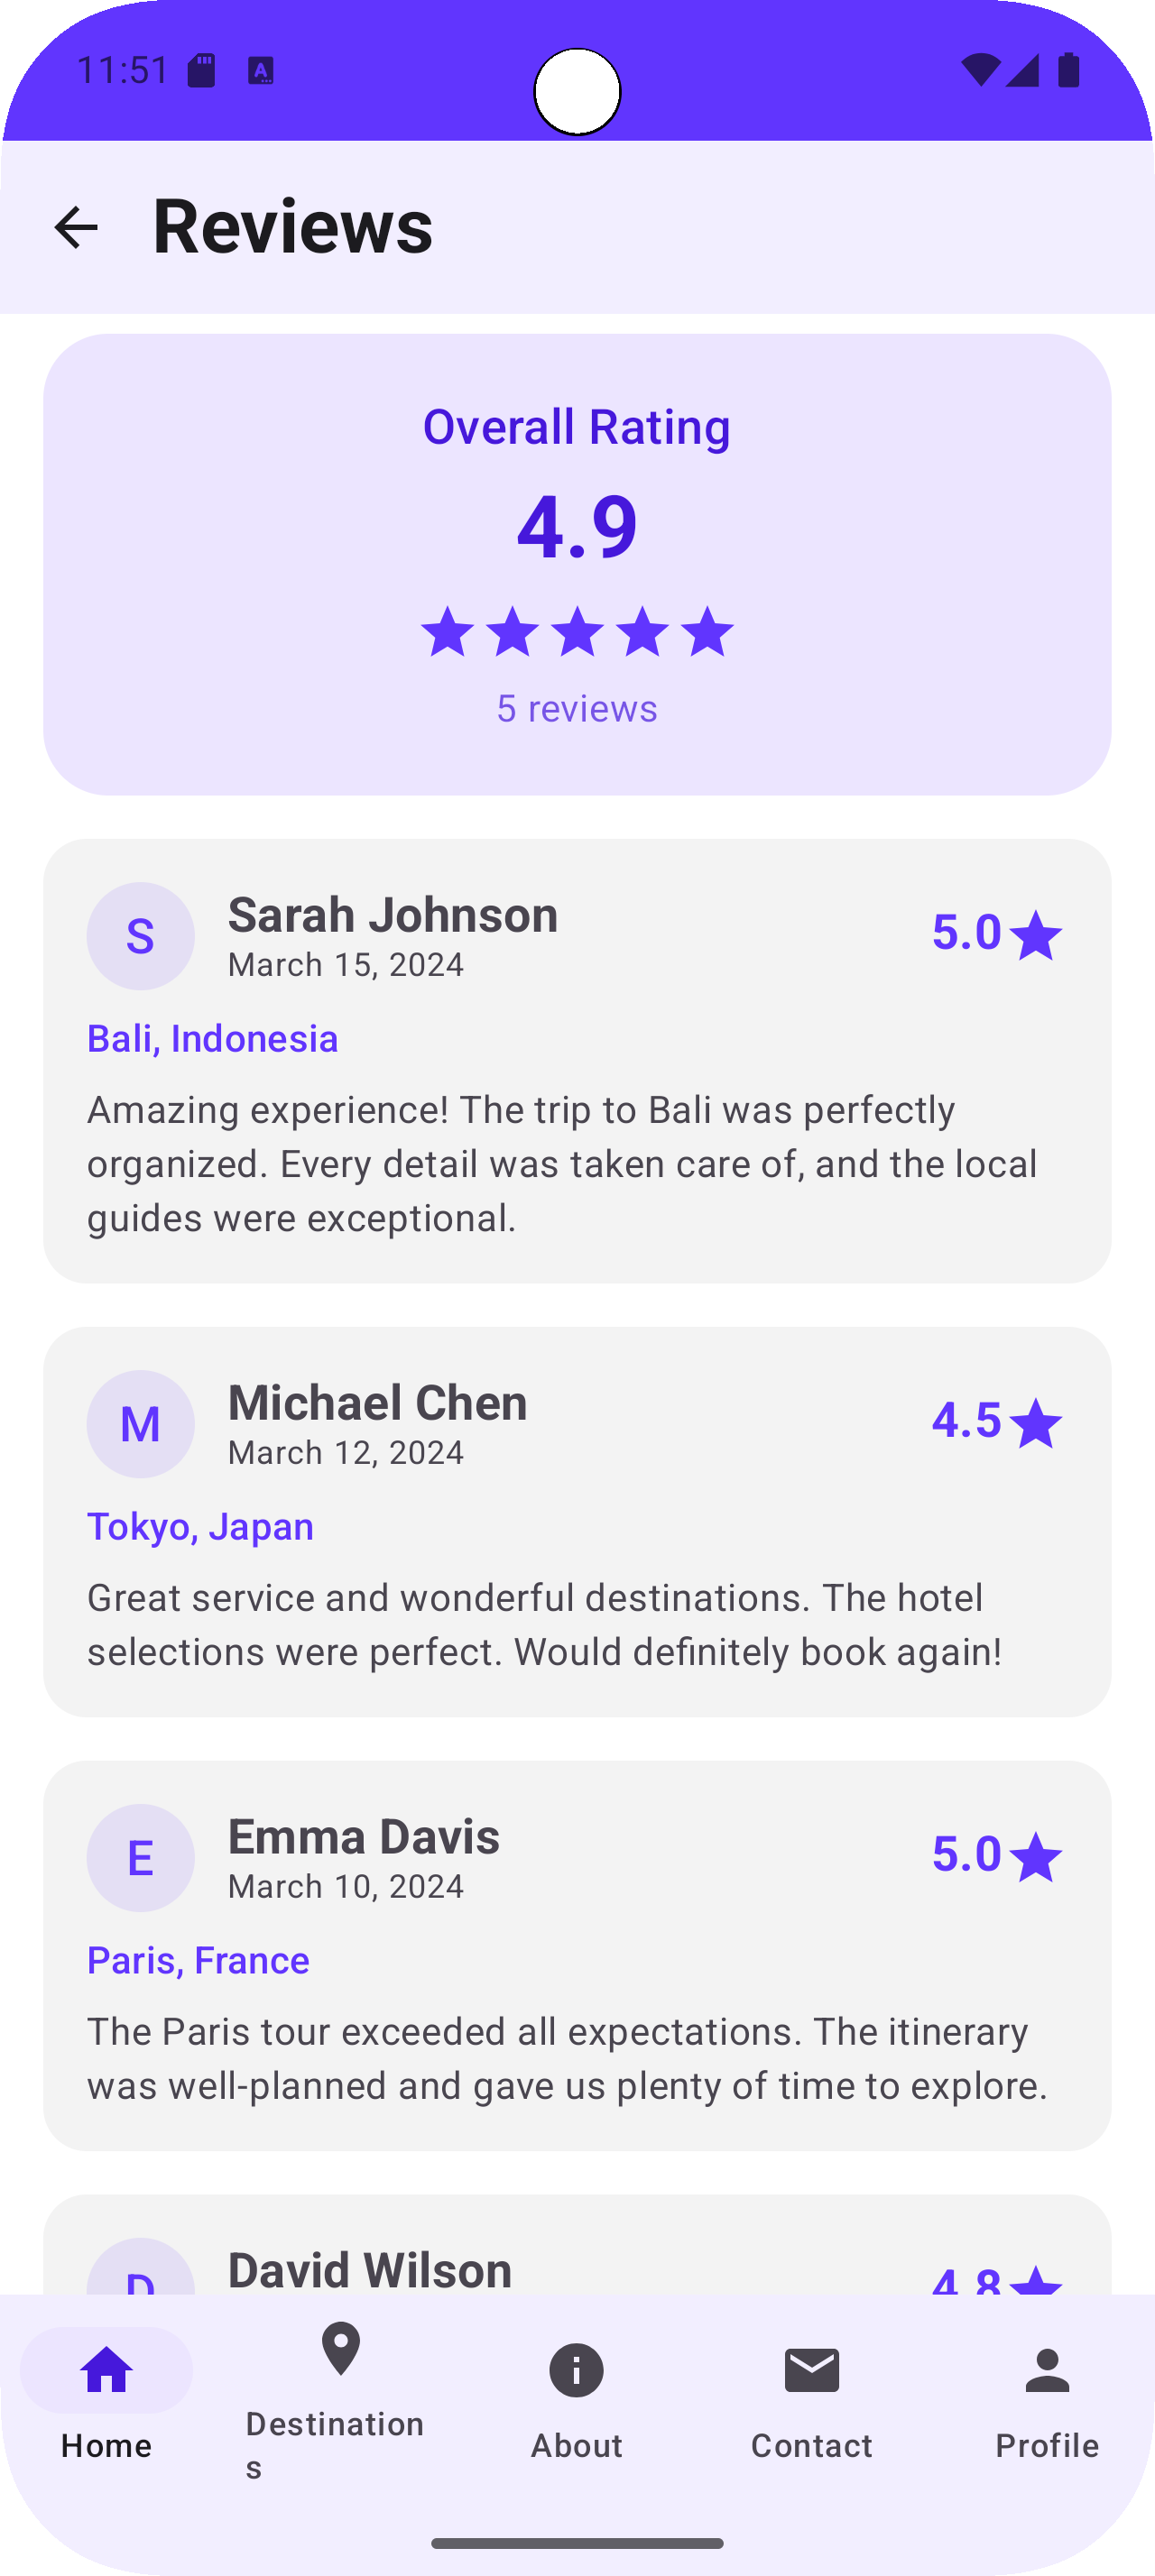 11:51
Reviews
Overall Rating
4.9
5 reviews
S
Sarah Johnson
5.0
March 15, 2024
Bali, Indonesia
Amazing experience! The trip to Bali was perfectly
organized. Every detail was taken care of, and the local
guides were exceptional.
M
Michael Chen
4.5
March 12, 2024
Tokyo, Japan
Great service and wonderful destinations. The hotel
selections were perfect. Would definitely book again!
E
Emma Davis
5.0
March 10, 2024
Paris, France
The Paris tour exceeded all expectations. The itinerary
was well-planned and gave us plenty of time to explore.
D
David Wilson
4.8
Home
Destination
s
About
Contact
Profile